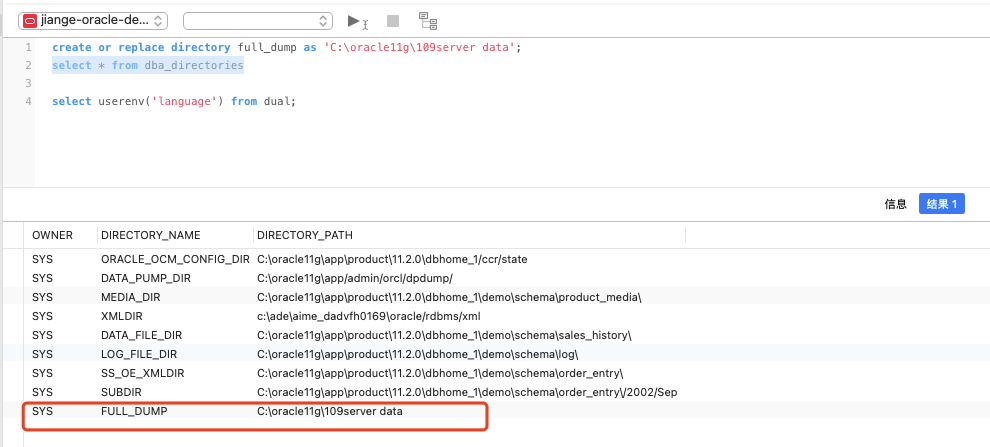 jiange-oracle-de...
1 create or replace directory full_dump as 'C:\oracle11g\109server data';
2 select * from dba_directories
3
4 select userenv('language') from dual;
信息 结果 1
OWNER DIRECTORY_NAME DIRECTORY_PATH
SYS ORACLE_OCM_CONFIG_DIR C:\oracle11g\app\product\11.2.0\dbhome_1/ccr/state
SYS DATA_PUMP_DIR C:\oracle11g\app/admin/orcl/dpdump/
SYS MEDIA_DIR C:\oracle11g\app\product\11.2.0\dbhome_1\demo\schema\product_media\
SYS XMLDIR c:\ade\aime_dadvfh0169\oracle/rdbms/xml
SYS DATA_FILE_DIR C:\oracle11g\app\product\11.2.0\dbhome_1\demo\schema\sales_history\
SYS LOG_FILE_DIR C:\oracle11g\app\product\11.2.0\dbhome_1\demo\schema\log\
SYS SS_OE_XMLDIR C:\oracle11g\app\product\11.2.0\dbhome_1\demo\schema\order_entry\
SYS SUBDIR C:\oracle11g\app\product\11.2.0\dbhome_1\demo\schema\order_entry\/2002/Sep
SYS FULL_DUMP C:\oracle11g\109server data